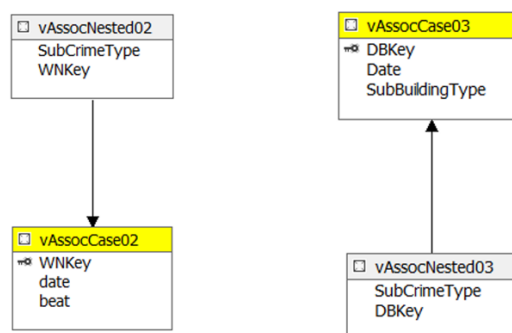 vAssocNested02
SubCrimeType
WNKey
vAssocCase03
DBKey
Date
SubBuildingType
vAssocCase02
WNKey
date
beat
vAssocNested03
SubCrimeType
DBKey